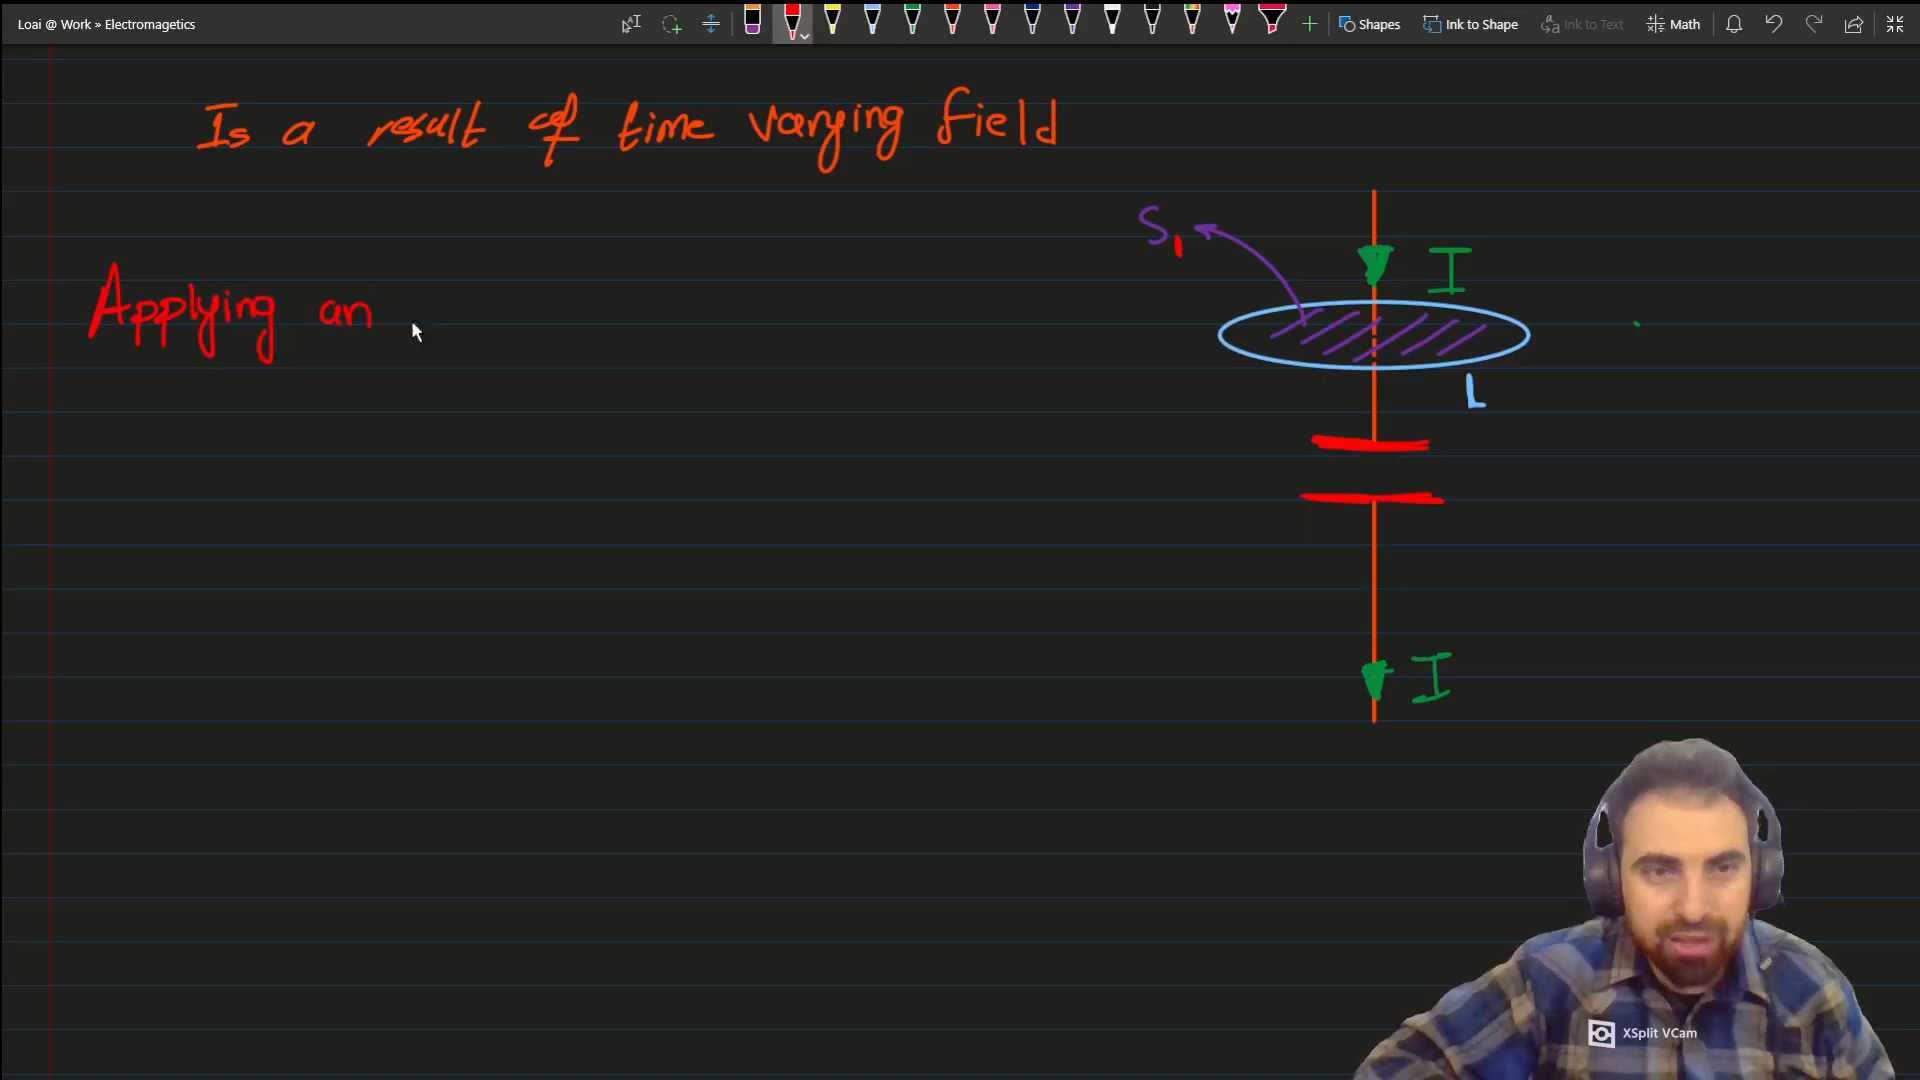 Loai @ Work » Electromagetics
Shapes
Ink to Shape
Ink to Text
Math
Is a result of time varying field
S1
I
Applying an
L
I
XSplit VCam